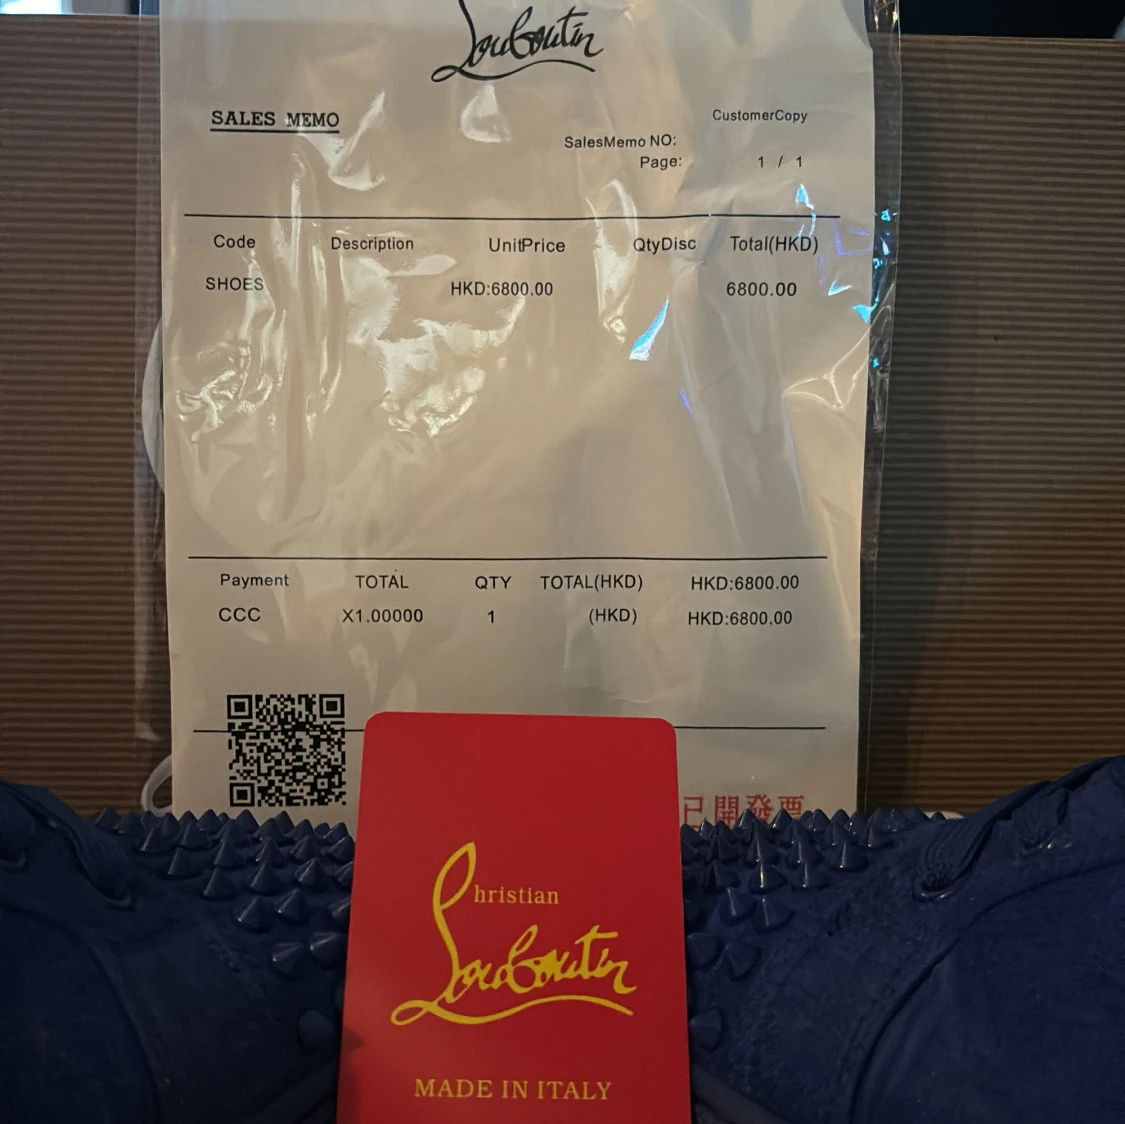 Louboutin
SALES MEMO
CustomerCopy
SalesMemo NO:
Page: 1 / 1
Code Description UnitPrice QtyDisc Total(HKD)
SHOES HKD:6800.00 6800.00
Payment TOTAL QTY TOTAL(HKD) HKD:6800.00
CCC X1.00000 1 (HKD) HKD:6800.00
已開發票
Christian
Louboutin
MADE IN ITALY